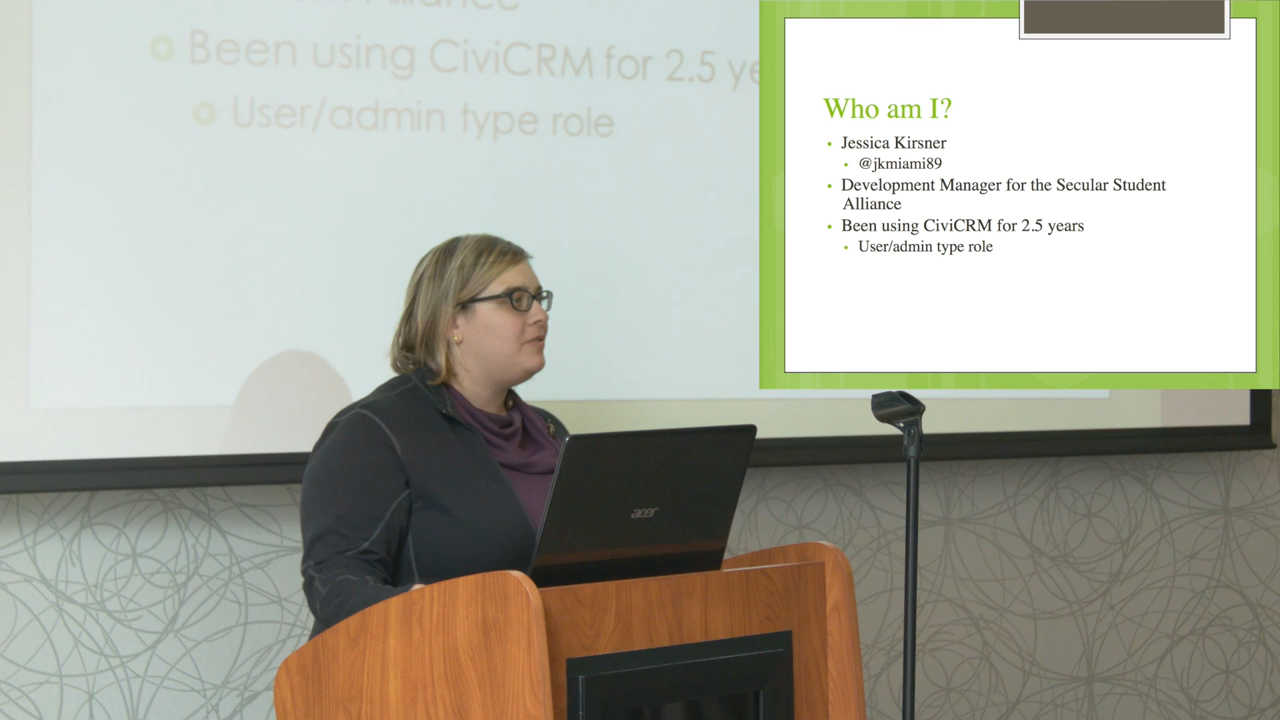 Alliance
Been using CiviCRM for 2.5
User/admin type role
Who am I?
Jessica Kirsner
@jkmiami89
Development Manager for the Secular Student
Alliance
Been using CiviCRM for 2.5 years
User/admin type role
acer